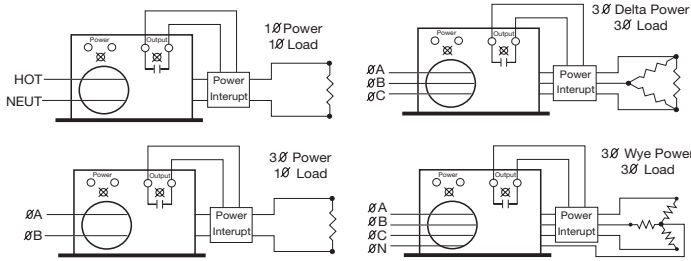 1Ø Power
1Ø Load
Power
Output
HOT
NEUT
Power
Interupt
3Ø Delta Power
3Ø Load
Power
Output
ØA
ØB
ØC
Power
Interupt
3Ø Power
1Ø Load
Power
Output
ØA
ØB
Power
Interupt
3Ø Wye Power
3Ø Load
Power
Output
ØA
ØB
ØC
ØN
Power
Interupt